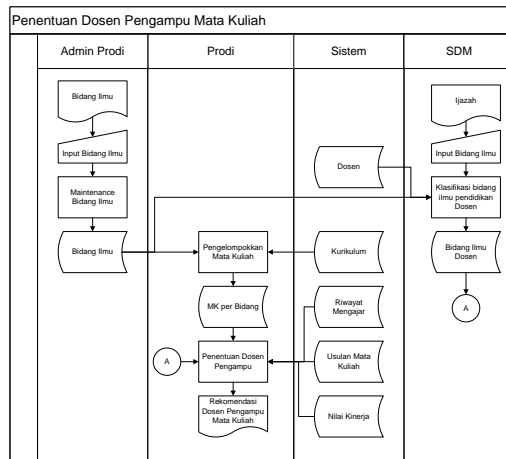 Penentuan Dosen Pengampu Mata Kuliah
Admin Prodi
Prodi
Sistem
SDM
Bidang Ilmu
Input Bidang Ilmu
Maintenance
Bidang Ilmu
Bidang Ilmu
Pengelompokkan
Mata Kuliah
MK per Bidang
A
Penentuan Dosen
Pengampu
Rekomendasi
Dosen Pengampu
Mata Kuliah
Dosen
Kurikulum
Riwayat
Mengajar
Usulan Mata
Kuliah
Nilai Kinerja
Ijazah
Input Bidang Ilmu
Klasifikasi bidang
ilmu pendidikan
Dosen
Bidang Ilmu
Dosen
A